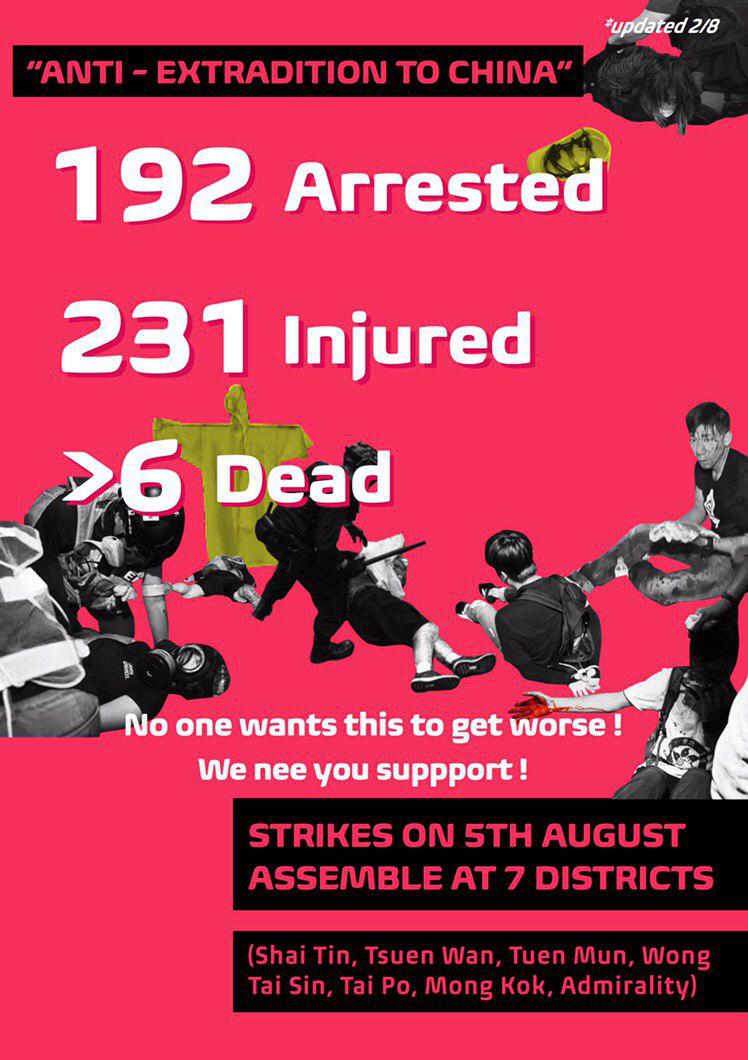 *updated 2/8
"ANTI - EXTRADITION TO CHINA"
192 Arrested
231 Injured
>6 Dead
No one wants this to get worse !
We nee you suppport !
STRIKES ON 5TH AUGUST
ASSEMBLE AT 7 DISTRICTS
(Shai Tin, Tsuen Wan, Tuen Mun, Wong
Tai Sin, Tai Po, Mong Kok, Admirality)